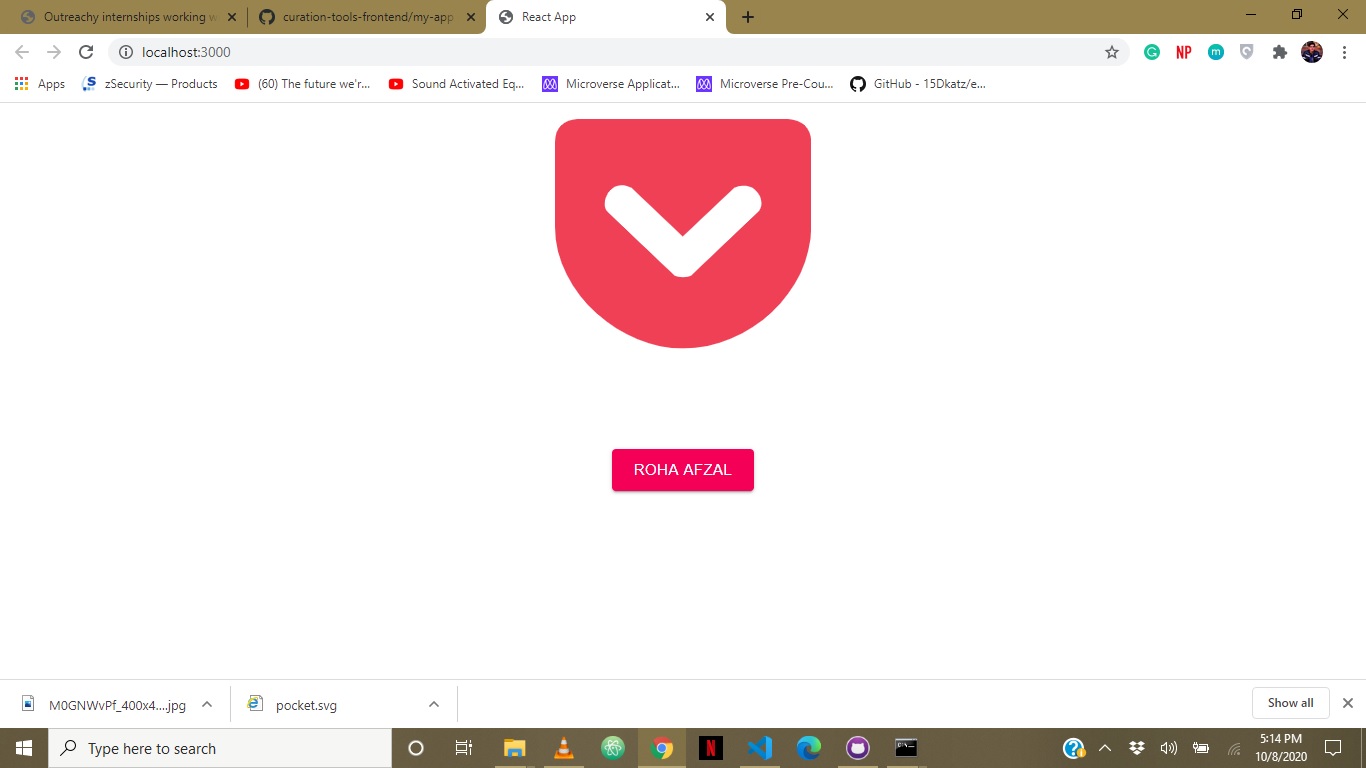 Outreachy internships working w
curation-tools-frontend/my-app
React App
localhost:3000
NP
m
Apps
zSecurity — Products
(60) The future we'r...
Sound Activated Eq...
Microverse Applicat...
Microverse Pre-Cou...
GitHub - 15Dkatz/e...
ROHA AFZAL
M0GNWvPf_400x4....jpg
pocket.svg
Show all
Type here to search
N
5:14 PM
10/8/2020